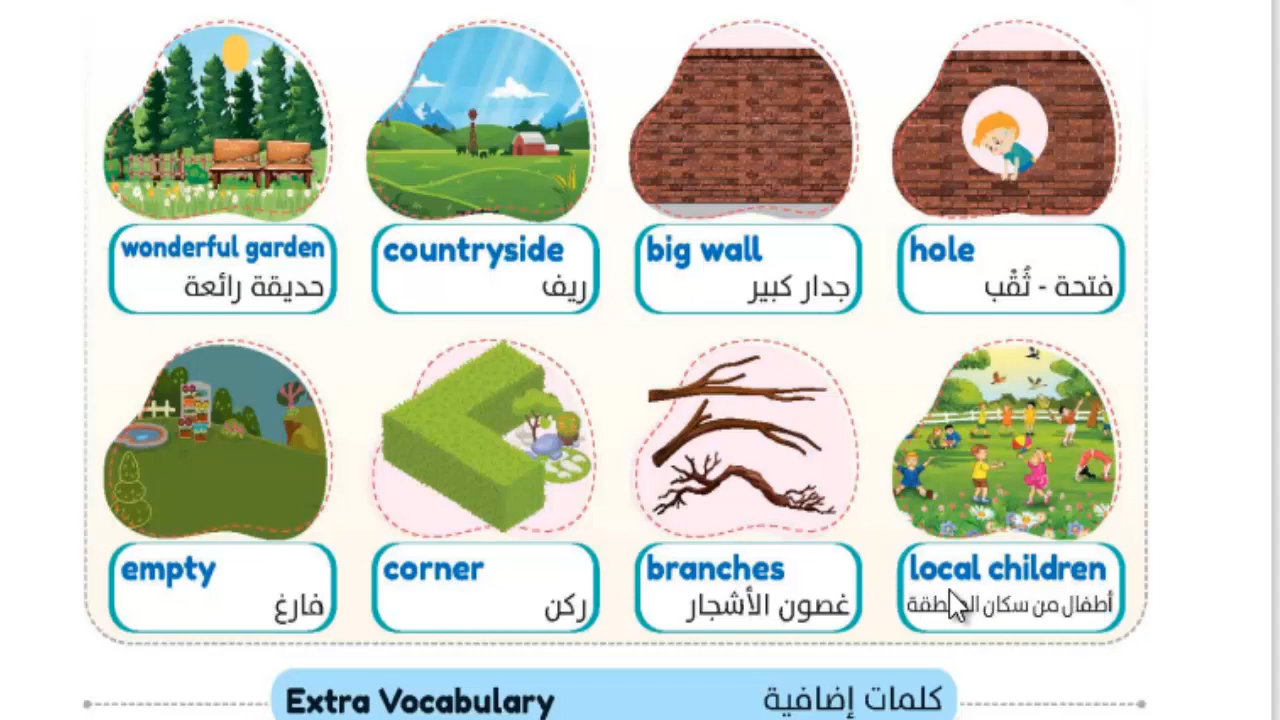 wonderful garden
حديقة رائعة
countryside
ريف
big wall
جدار كبير
hole
فتحة - ثُقْب
empty
فارغ
corner
ركن
branches
غصون الأشجار
local children
أطفال من سكان
Extra Vocabulary
كلمات إضافية